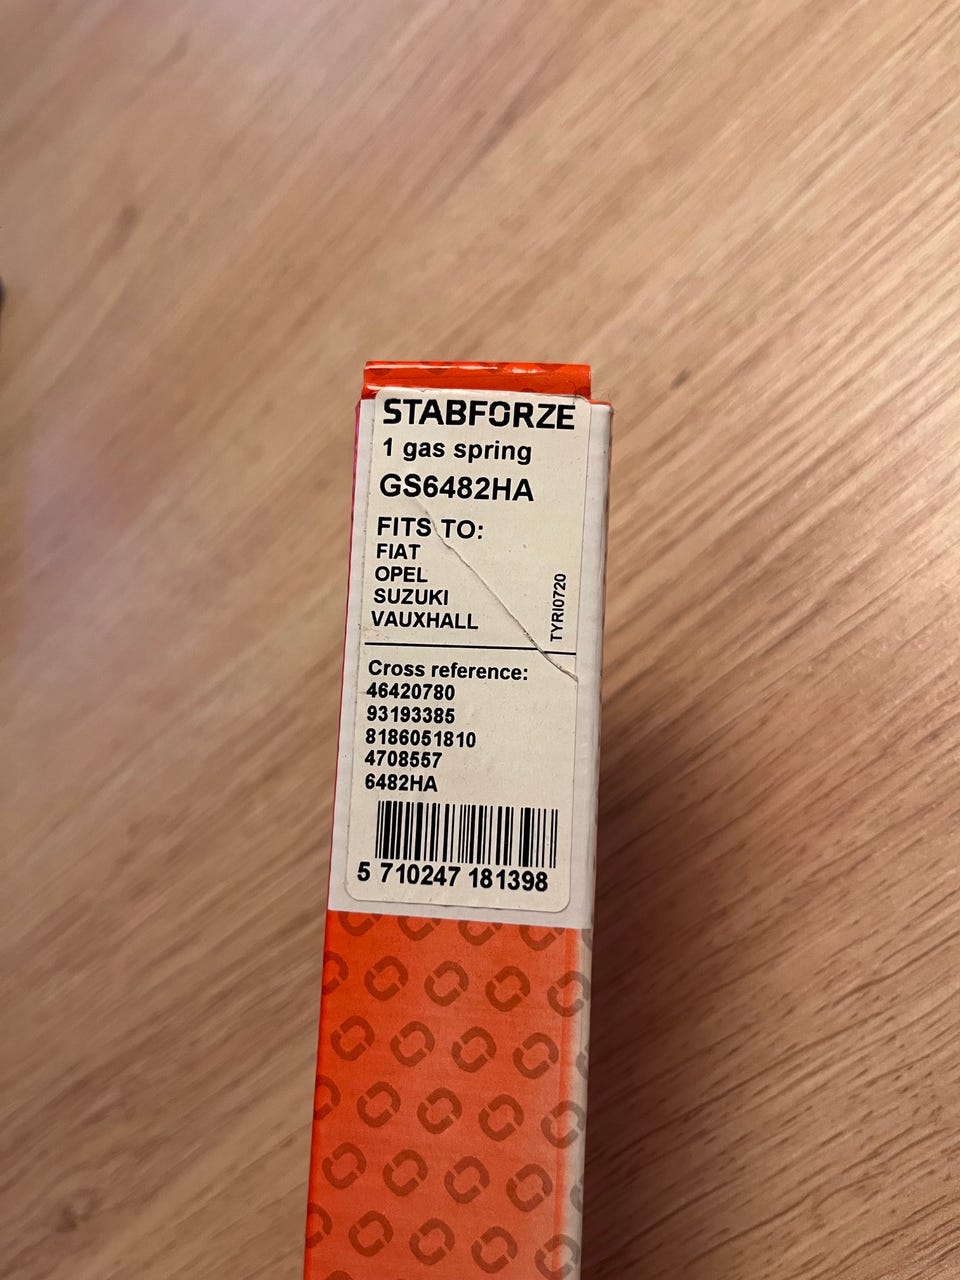 STABFORZE
1 gas spring
GS6482HA
FITS TO:
FIAT
OPEL
SUZUKI
VAUXHALL
TYRI0720
Cross reference:
46420780
93193385
8186051810
4708557
6482HA
5 710247 181398